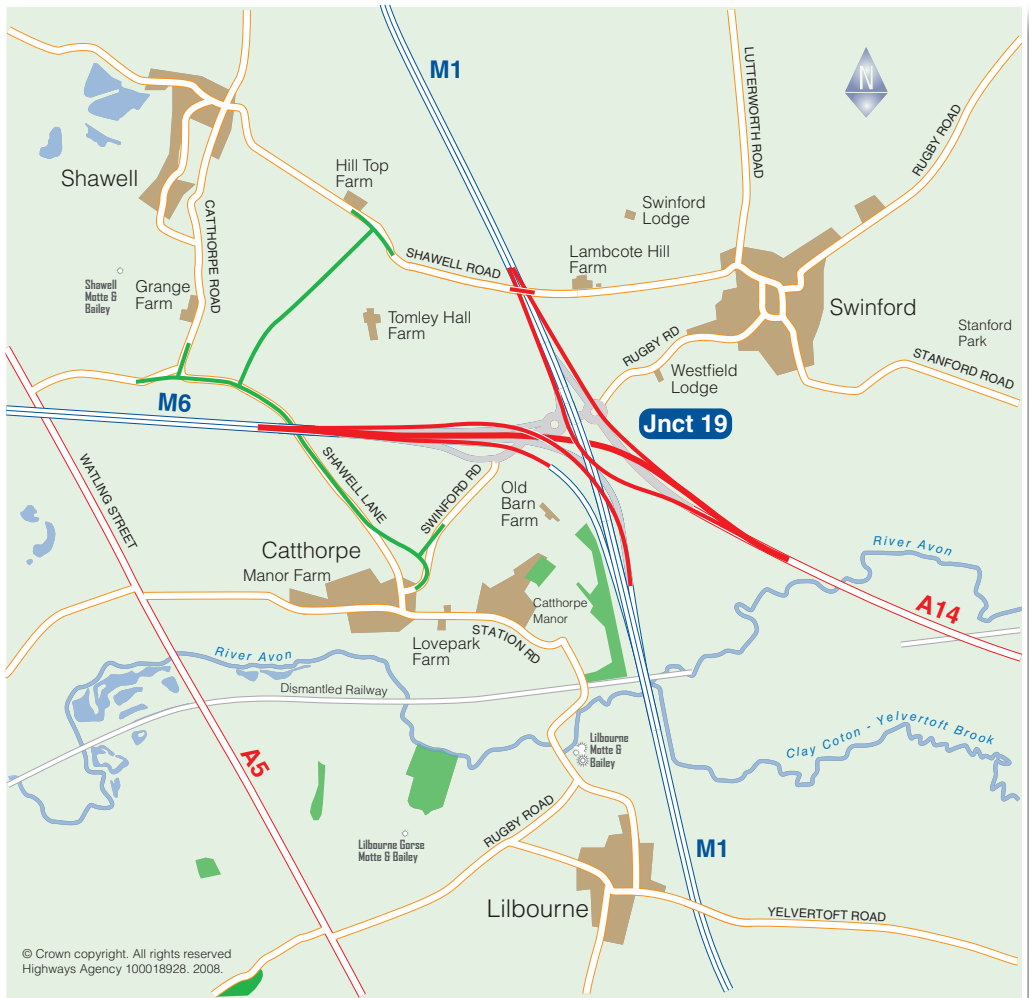 M1
N
LUTTERWORTH ROAD
RUGBY ROAD
Shawell
Hill Top
Farm
Swinford
Lodge
CATTHORPE ROAD
SHAWELL ROAD
Lambcote Hill
Farm
Shawell
Motte &
Bailey
Grange
Farm
Tomley Hall
Farm
Swinford
RUGBY RD
Stanford
Park
STANFORD ROAD
Westfield
Lodge
M6
Jnct 19
WATLING STREET
SHAWELL LANE
SWINFORD RD
Old
Barn
Farm
Catthorpe
Manor Farm
River Avon
Catthorpe
Manor
A14
Lovepark
Farm
STATION RD
River Avon
Dismantled Railway
Lilbourne
Motte &
Bailey
Clay Coton - Yelvertoft Brook
A5
RUGBY ROAD
Lilbourne Gorse
Motte & Bailey
M1
Lilbourne
YELVERTOFT ROAD
© Crown copyright. All rights reserved
Highways Agency 100018928. 2008.